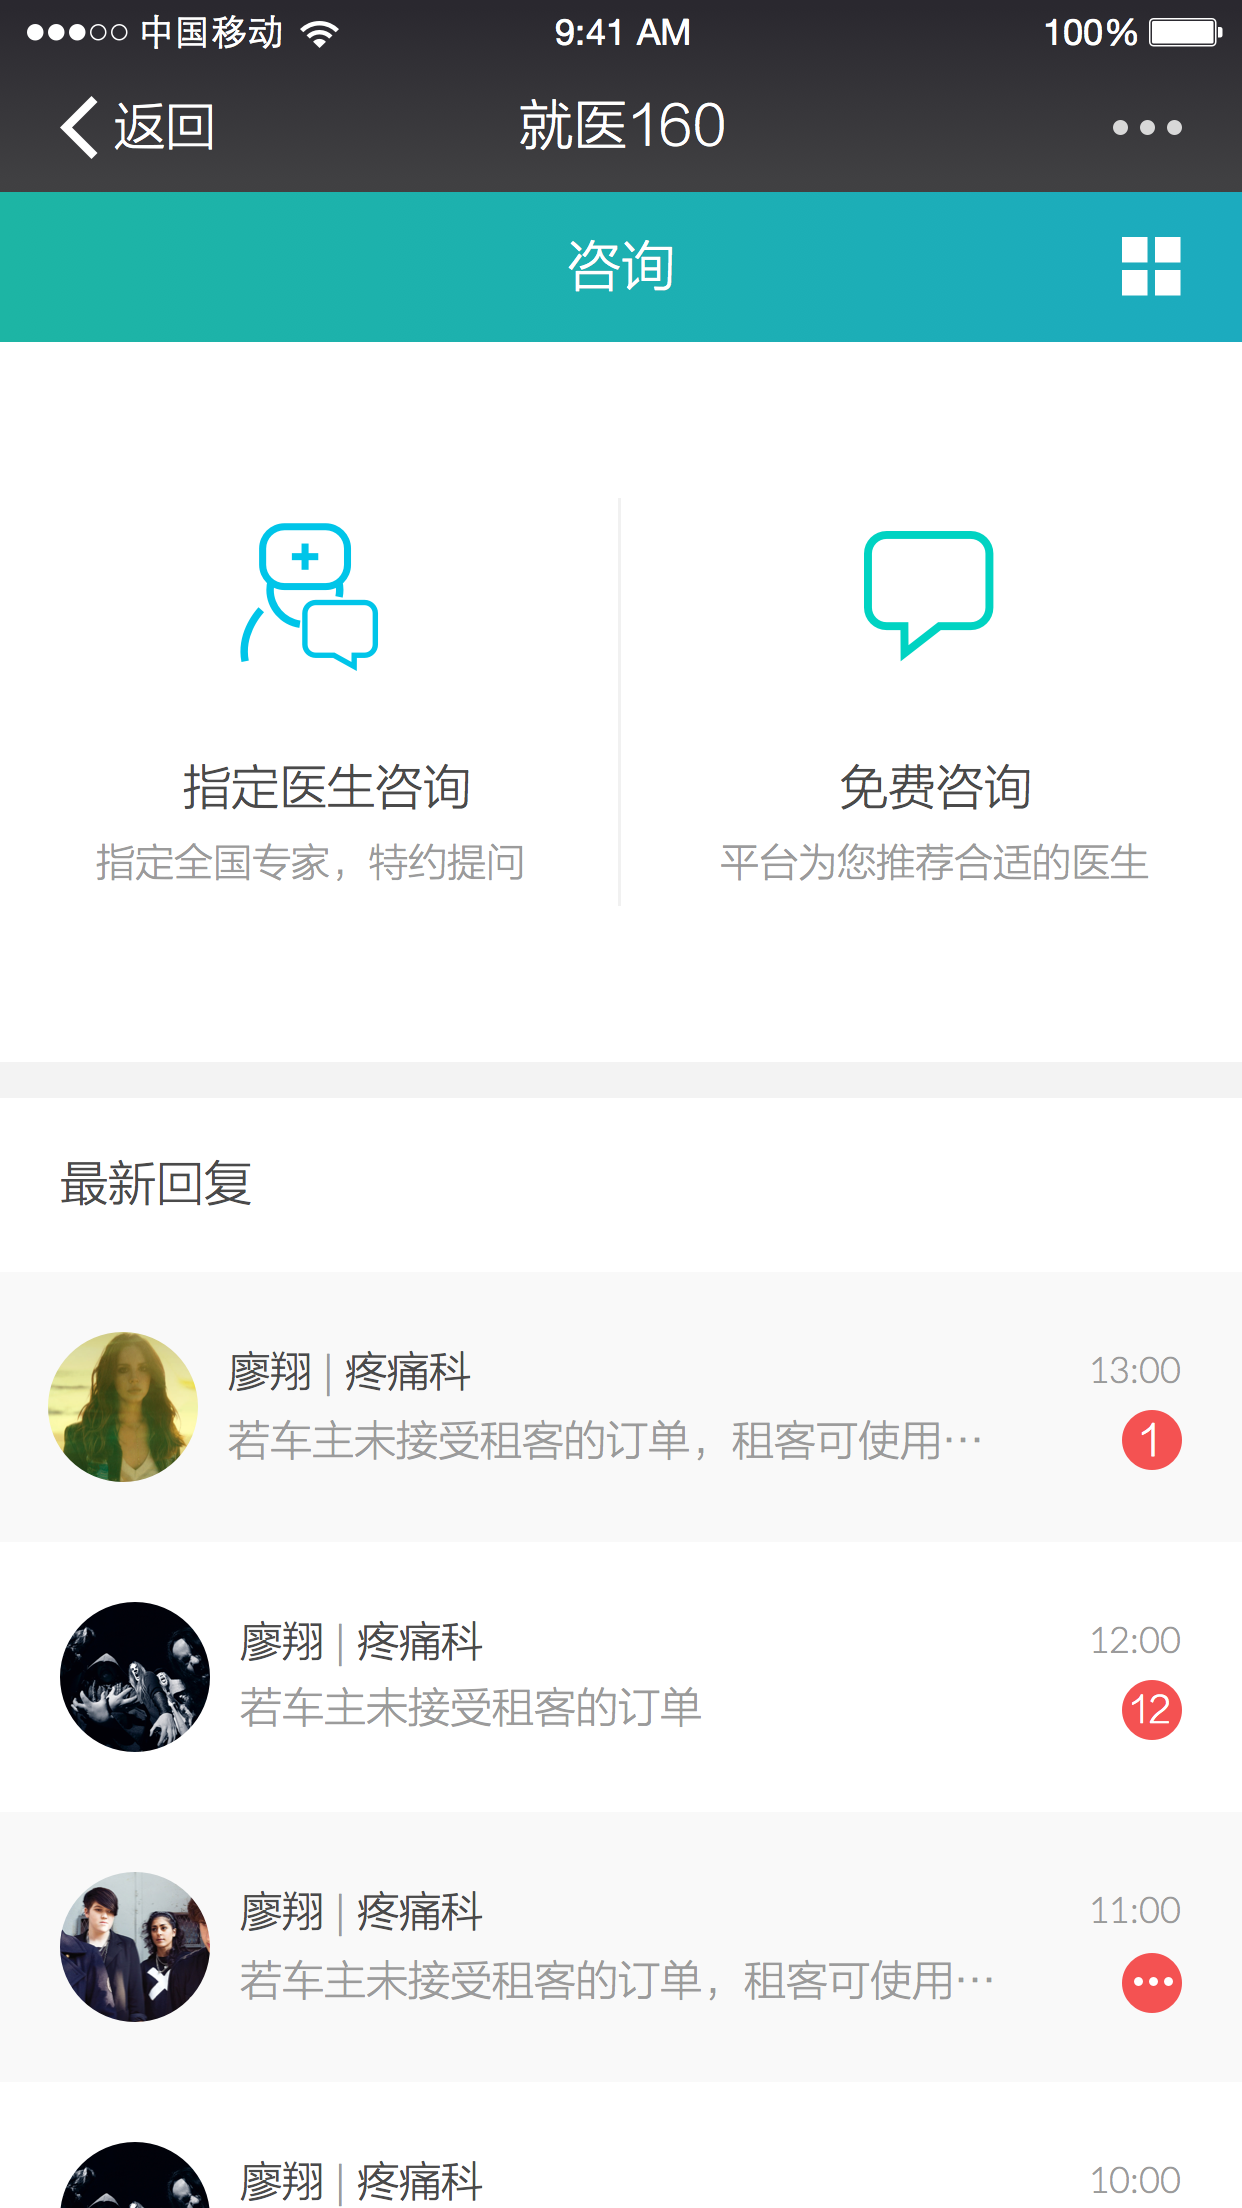 中国移动 9:41 AM 100%
返回 就医160
咨询
指定医生咨询 免费咨询
指定全国专家，特约提问 平台为您推荐合适的医生
最新回复
廖翔 | 疼痛科 13:00
若车主未接受租客的订单，租客可使用… 1
廖翔 | 疼痛科 12:00
若车主未接受租客的订单 12
廖翔 | 疼痛科 11:00
若车主未接受租客的订单，租客可使用…
廖翔 | 疼痛科 10:00